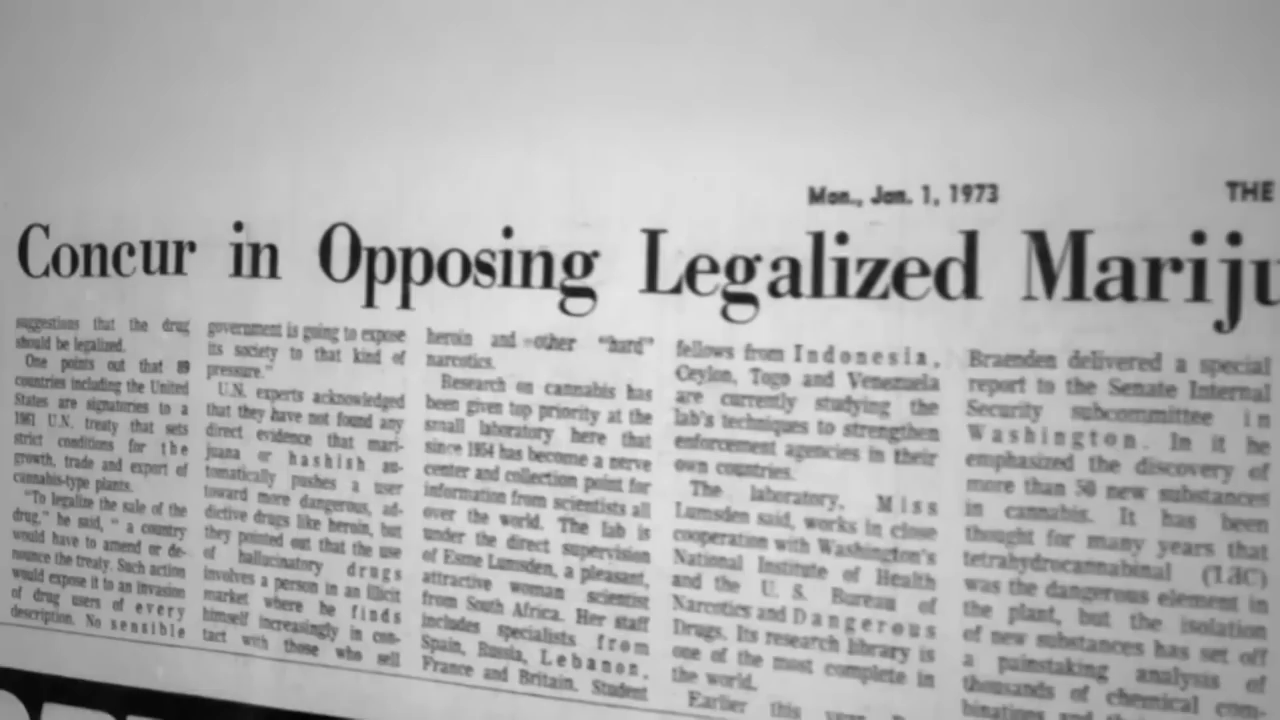 Mon., Jan. 1, 1973
THE
Concur in Opposing Legalized Mariju
suggestions that the drug
should be legalized.
One points out that 89
countries including the United
States are signatories to a
1961 U.N. treaty that sets
strict conditions for the
growth, trade and export of
cannabis-type plants.
"To legalize the sale of the
drug," he said, " a country
would have to amend or de-
nounce the treaty. Such action
would expose it to an invasion
of drug users of every
description. No sensible
government is going to expose
its society to that kind of
pressure."
U.N. experts acknowledged
that they have not found any
direct evidence that mari-
juana or hashish au-
tomatically pushes a user
toward more dangerous, ad-
dictive drugs like heroin, but
they pointed out that the use
of hallucinatory drugs
involves a person in an illicit
market where he finds
himself increasingly in con-
tact with those who sell
heroin and other "hard"
narcotics.
Research on cannabis has
been given top priority at the
small laboratory here that
since 1954 has become a nerve
center and collection point for
information from scientists all
over the world. The lab is
under the direct supervision
of Esme Lumsden, a pleasant,
attractive woman scientist
from South Africa. Her staff
includes specialists from
Spain, Russia, Lebanon,
France and Britain. Student
fellows from Indonesia,
Ceylon, Togo and Venezuela
are currently studying the
lab's techniques to strengthen
enforcement agencies in their
own countries.
The laboratory, Miss
Lumsden said, works in close
cooperation with Washington's
National Institute of Health
and the U. S. Bureau of
Narcotics and Dangerous
Drugs. Its research library is
one of the most complete in
the world.
Earlier this year
Braenden delivered a special
report to the Senate Internal
Security subcommittee in
Washington. In it he
emphasized the discovery of
more than 50 new substances
in cannabis. It has been
thought for many years that
tetrahydrocannabinal
was the dangerous element in
the plant, but the isolation
of new substances has set off
a painstaking analysis of
thousands of chemical com-
binations and